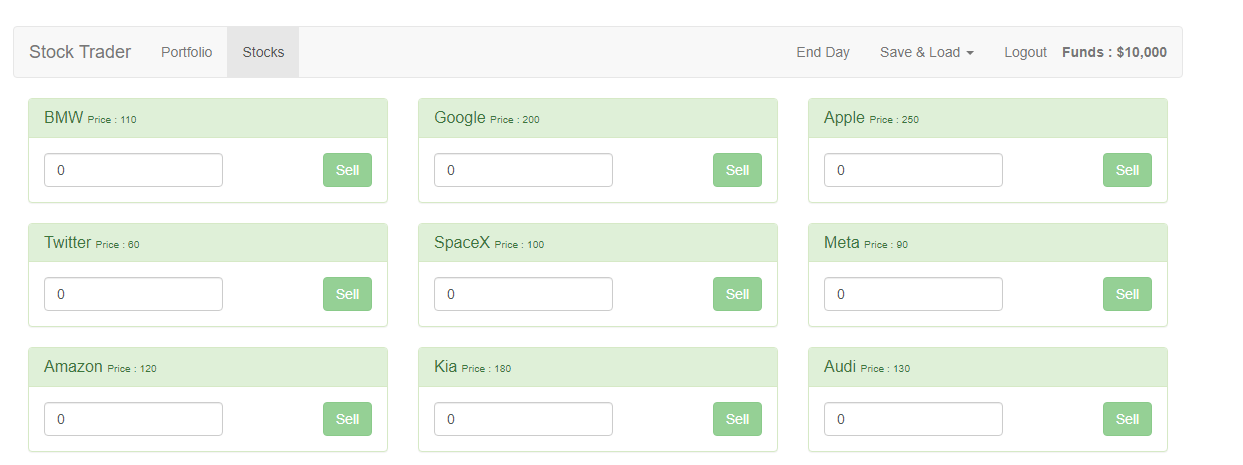 Stock Trader Portfolio Stocks End Day Save & Load Logout Funds : $10,000
BMW Price : 110 Google Price : 200 Apple Price : 250
0 Sell 0 Sell 0 Sell
Twitter Price : 60 SpaceX Price : 100 Meta Price : 90
0 Sell 0 Sell 0 Sell
Amazon Price : 120 Kia Price : 180 Audi Price : 130
0 Sell 0 Sell 0 Sell